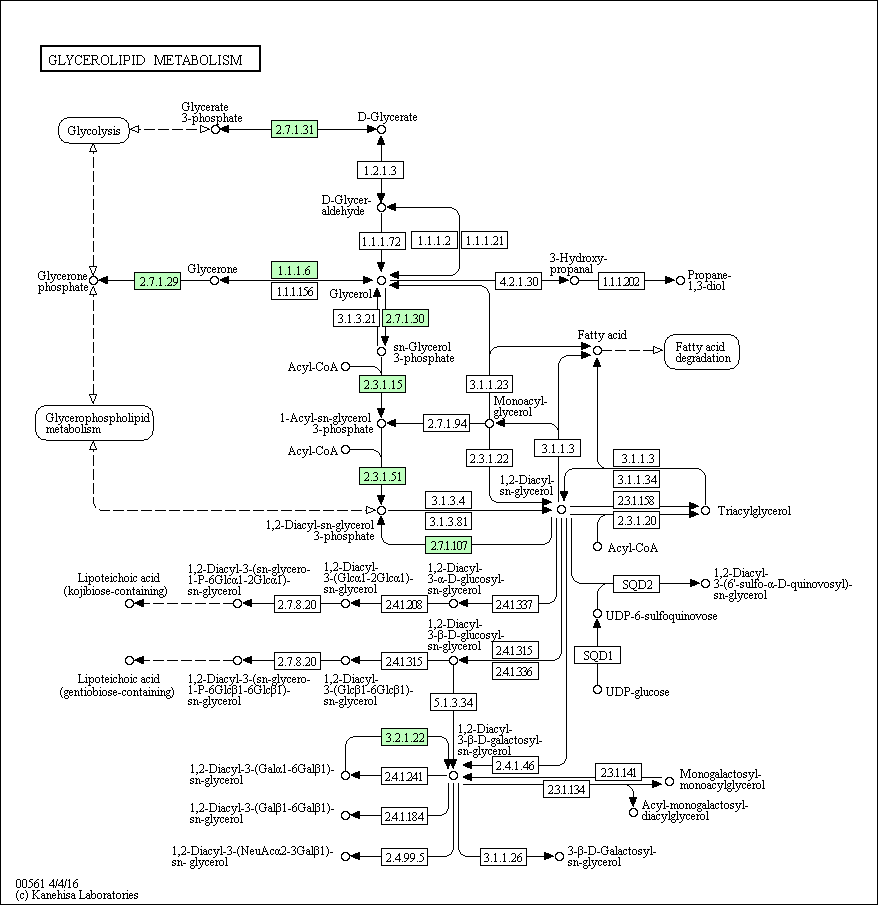 GLYCEROLIPID METABOLISM
Glycolysis
Glycerate
3-phosphate
2.7.1.31
D-Glycerate
1.2.1.3
D-Glycer-
aldehyde
1.1.1.72
1.1.1.2
1.1.1.21
Glycerone
phosphate
2.7.1.29
Glycerone
1.1.1.6
1.1.1.156
Glycerol
4.2.1.30
3-Hydroxy-
propanal
1.1.1.202
Propane-
1,3-diol
3.1.3.21
2.7.1.30
sn-Glycerol
3-phosphate
Fatty acid
Fatty acid
degradation
Acyl-CoA
2.3.1.15
3.1.1.23
Glycerophospholipid
metabolism
1-Acyl-sn-glycerol
3-phosphate
2.7.1.94
Monoacyl-
glycerol
3.1.1.3
Acyl-CoA
2.3.1.22
3.1.1.3
2.3.1.51
3.1.1.34
1,2-Diacyl-
sn-glycerol
3.1.3.4
2.3.1.158
1,2-Diacyl-sn-glycerol
3-phosphate
3.1.3.81
2.3.1.20
Triacylglycerol
2.7.1.107
Acyl-CoA
Lipoteichoic acid
(kojibiose-containing)
1,2-Diacyl-3-(sn-glycero-
1-P-6Glcα1-2Glcα1)-
sn-glycerol
2.7.8.20
1,2-Diacyl-
3-(Glcα1-2Glcα1)-
sn-glycerol
2.4.1.208
1,2-Diacyl-
3-α-D-glucosyl-
sn-glycerol
2.4.1.337
SQD2
1,2-Diacyl-
3-(6'-sulfo-α-D-quinovosyl)-
sn-glycerol
UDP-6-sulfoquinovose
1,2-Diacyl-
3-β-D-glucosyl-
sn-glycerol
2.4.1.315
2.4.1.336
SQD1
2.7.8.20
2.4.1.315
Lipoteichoic acid
(gentiobiose-containing)
1,2-Diacyl-3-(sn-glycero-
1-P-6Glcβ1-6Glcβ1)-
sn-glycerol
1,2-Diacyl-
3-(Glcβ1-6Glcβ1)-
sn-glycerol
UDP-glucose
5.1.3.34
3.2.1.22
1,2-Diacyl-
3-β-D-galactosyl-
sn-glycerol
2.4.1.46
1,2-Diacyl-3-(Galα1-6Galβ1)-
sn-glycerol
2.4.1.241
2.3.1.141
2.3.1.134
Monogalactosyl-
monoacylglycerol
1,2-Diacyl-3-(Galβ1-6Galβ1)-
sn-glycerol
2.4.1.184
Acyl-monogalactosyl-
diacylglycerol
1,2-Diacyl-3-(NeuAcα2-3Galβ1)-
sn- glycerol
2.4.99.5
3.1.1.26
3-β-D-Galactosyl-
sn-glycerol
00561 4/4/16
(c) Kanehisa Laboratories